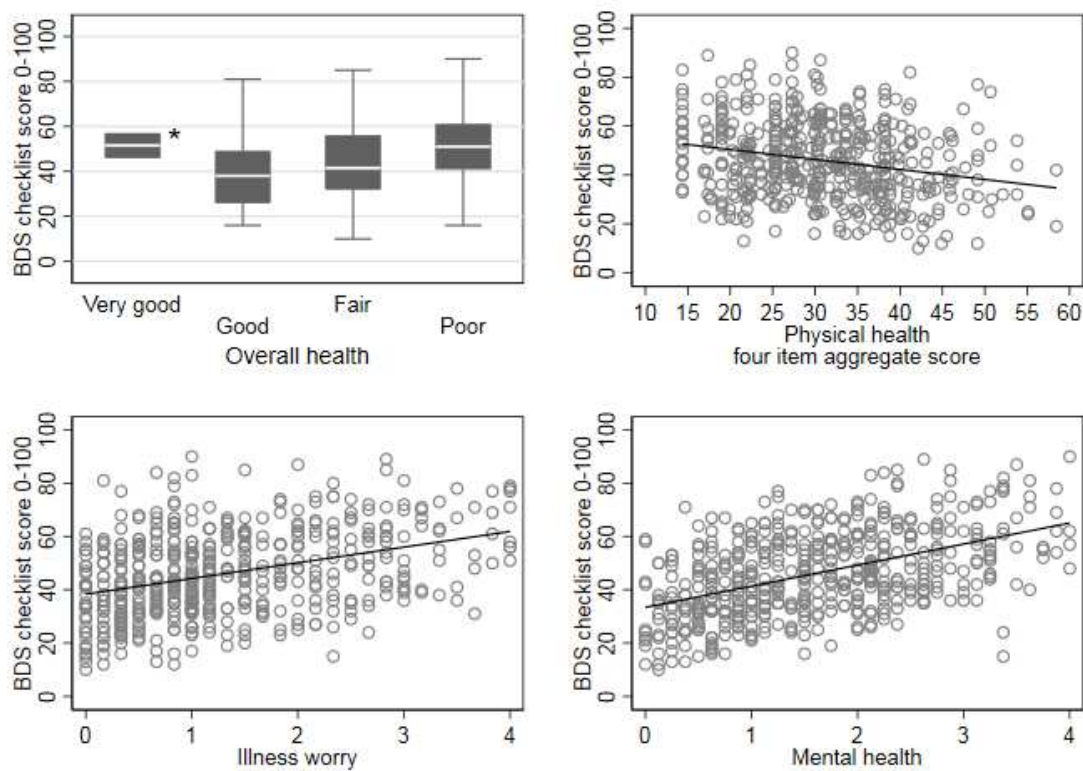 BDS checklist score 0-100
100
80
60
40
20
0
*
Very good
Good
Fair
Poor
Overall health
BDS checklist score 0-100
100
80
60
40
20
0
10 15 20 25 30 35 40 45 50 55 60
Physical health
four item aggregate score
BDS checklist score 0-100
100
80
60
40
20
0
0 1 2 3 4
Illness worry
BDS checklist score 0-100
100
80
60
40
20
0
0 1 2 3 4
Mental health